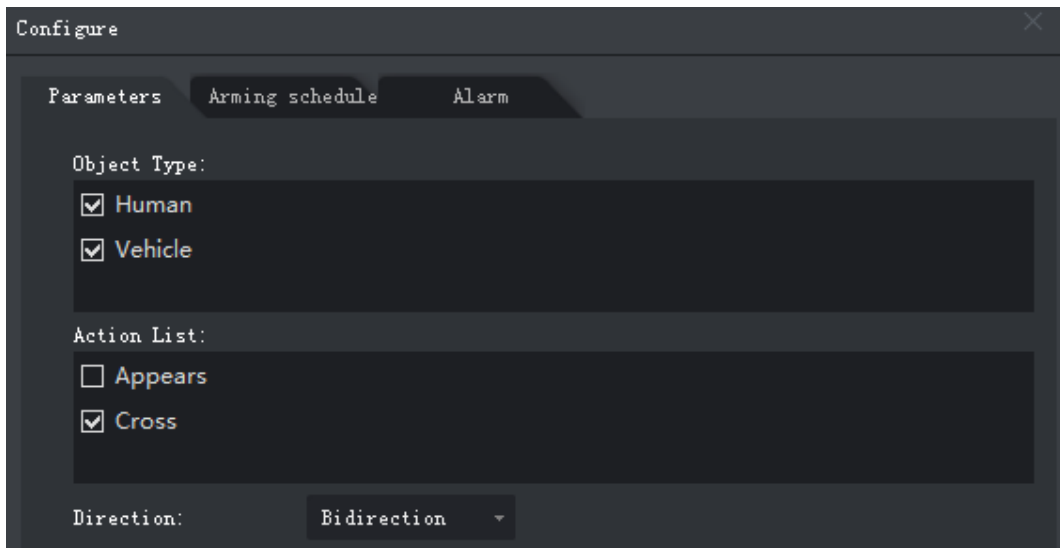 Configure
Parameters Arming schedule Alarm
Object Type:
Human
Vehicle
Action List:
Appears
Cross
Direction: Bidirection